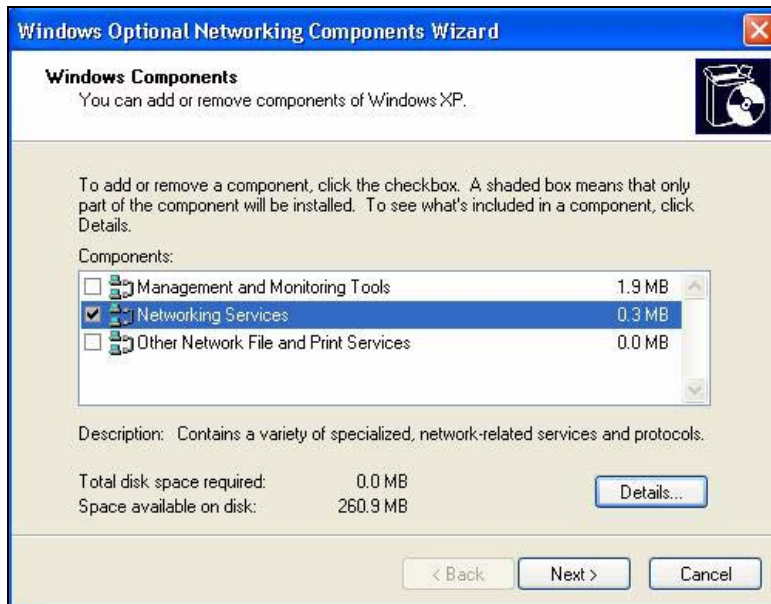 Windows Optional Networking Components Wizard
Windows Components
You can add or remove components of Windows XP.
To add or remove a component, click the checkbox. A shaded box means that only
part of the component will be installed. To see what's included in a component, click
Details.
Components:
Management and Monitoring Tools 1.9 MB
Networking Services 0.3 MB
Other Network File and Print Services 0.0 MB
Description: Contains a variety of specialized, network-related services and protocols.
Total disk space required: 0.0 MB
Space available on disk: 260.9 MB
Details...
< Back Next > Cancel